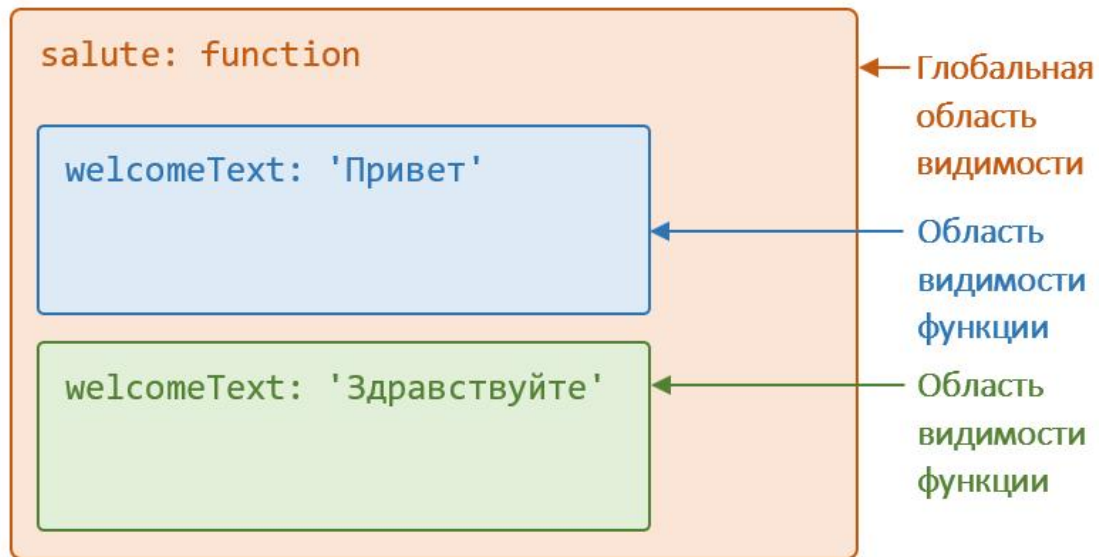 salute: function
welcomeText: 'Привет'
welcomeText: 'Здравствуйте'
Глобальная
область
видимости
Область
видимости
функции
Область
видимости
функции